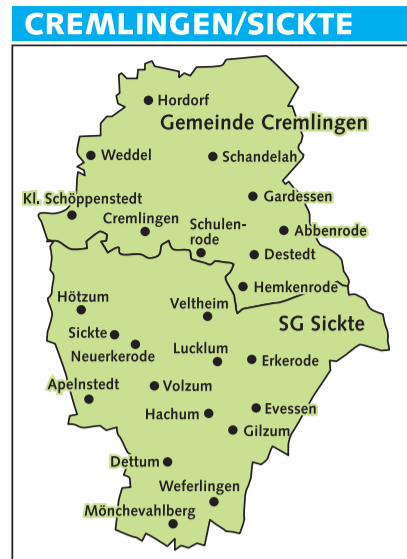 CREMLINGEN/SICKTE
Hordorf
Gemeinde Cremlingen
Weddel
Schandelah
Kl. Schöppenstedt
Gardessen
Cremlingen
Schulen-
rode
Abbenrode
Destedt
Hemkenrode
Hötzum
Veltheim
SG Sickte
Sickte
Neuerkerode
Lucklum
Erkerode
Apelnstedt
Volzum
Hachum
Evessen
Gilzum
Dettum
Weferlingen
Mönchevahlberg